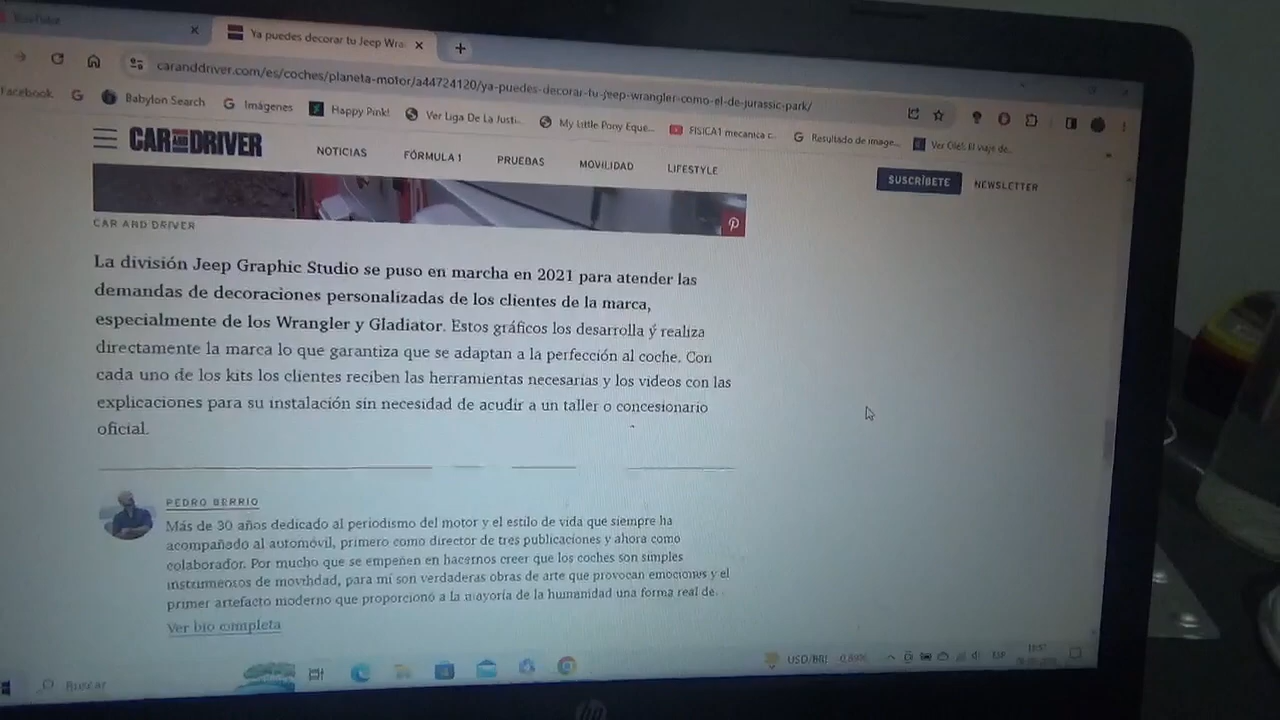 YouTube
Ya puedes decorar tu Jeep Wra
caranddriver.com/es/coches/planeta-motor/a44724120/ya-puedes-decorar-tu-jeep-wrangler-como-el-de-jurassic-park/
Facebook
Babylon Search
Imágenes
Happy Pink!
Ver Liga De La Justi...
My Little Pony Eque...
FISICA1 mecanica c...
Resultado de image...
Ver Olé!: El viaje de...
CAR AND DRIVER
NOTICIAS
FÓRMULA 1
PRUEBAS
MOVILIDAD
LIFESTYLE
SUSCRÍBETE
NEWSLETTER
CAR AND DRIVER
La división Jeep Graphic Studio se puso en marcha en 2021 para atender las
demandas de decoraciones personalizadas de los clientes de la marca,
especialmente de los Wrangler y Gladiator. Estos gráficos los desarrolla y realiza
directamente la marca lo que garantiza que se adaptan a la perfección al coche. Con
cada uno de los kits los clientes reciben las herramientas necesarias y los videos con las
explicaciones para su instalación sin necesidad de acudir a un taller o concesionario
oficial.
PEDRO BERRIO
Más de 30 años dedicado al periodismo del motor y el estilo de vida que siempre ha
acompañado al automóvil, primero como director de tres publicaciones y ahora como
colaborador. Por mucho que se empeñen en hacernos creer que los coches son simples
instrumentos de movilidad, para mí son verdaderas obras de arte que provocan emociones y el
primer artefacto moderno que proporcionó a la mayoría de la humanidad una forma real de
Ver bio completa
Buscar
USD/BRL -0,69%
ESP
hp